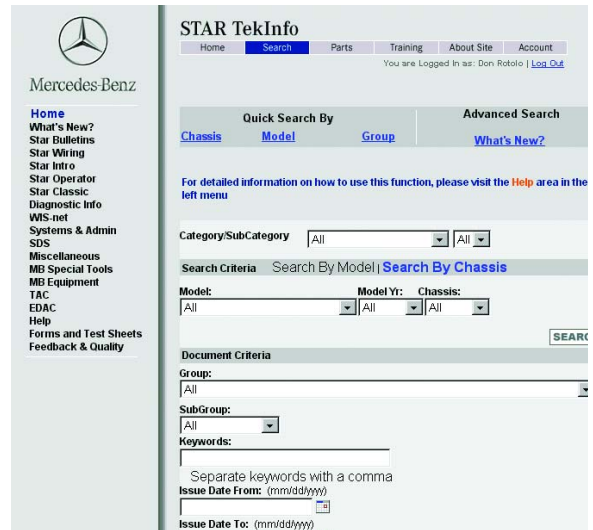 STAR TekInfo
Home Search Parts Training About Site Account
You are Logged In as: Don Rotolo | Log Out
Mercedes-Benz
Home
What's New?
Star Bulletins
Star Wiring
Star Intro
Star Operator
Star Classic
Diagnostic Info
WIS-net
Systems & Admin
SDS
Miscellaneous
MB Special Tools
MB Equipment
TAC
EDAC
Help
Forms and Test Sheets
Feedback & Quality
Quick Search By
Chassis Model Group
Advanced Search
What's New?
For detailed information on how to use this function, please visit the Help area in the
left menu
Category/SubCategory All All
Search Criteria Search By Model | Search By Chassis
Model: Model Yr: Chassis:
All All All
SEARC
Document Criteria
Group:
All
SubGroup:
All
Keywords:
Separate keywords with a comma
Issue Date From: (mm/dd/yyyy)
Issue Date To: (mm/dd/yyyy)